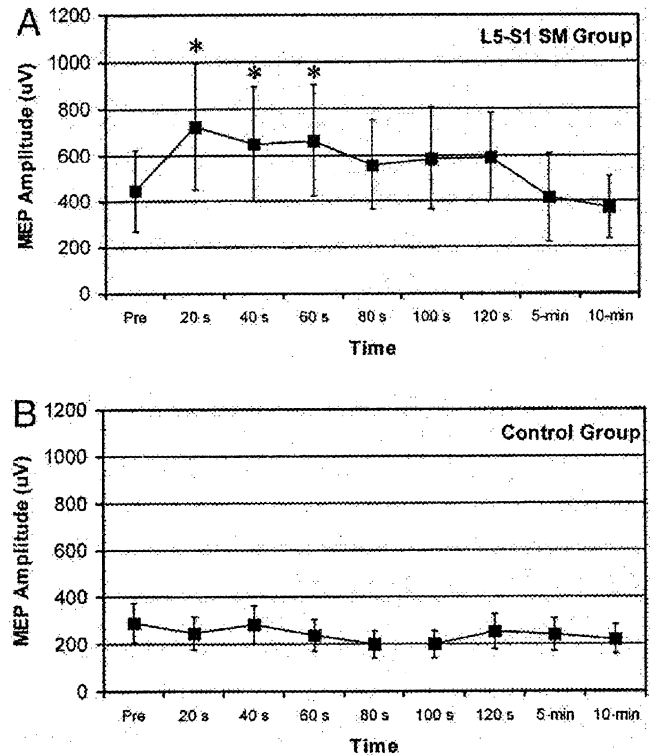 A
L5-S1 SM Group
1200
1000
800
600
400
200
0
MEP Amplitude (uV)
* * *
Pre 20 s 40 s 60 s 80 s 100 s 120 s 5-min 10-min
Time
B
Control Group
1200
1000
800
600
400
200
0
MEP Amplitude (uV)
Pre 20 s 40 s 60 s 80 s 100 s 120 s 5-min 10-min
Time